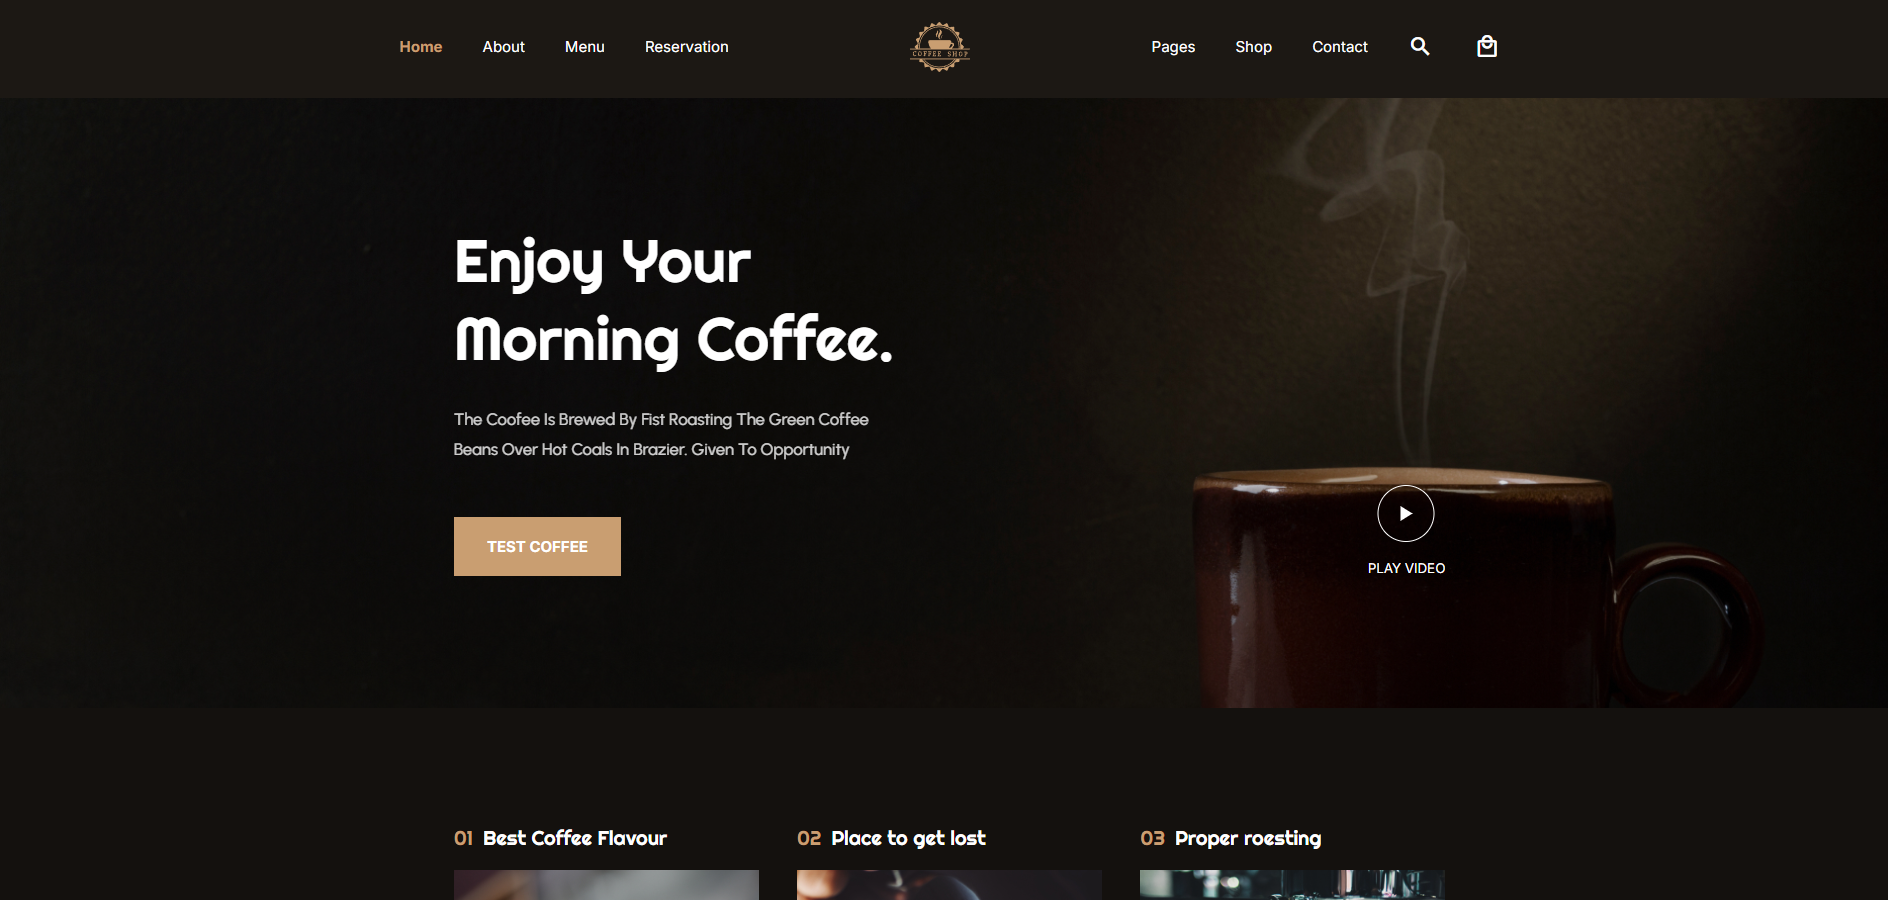 Home About Menu Reservation COFFEE SHOP Pages Shop Contact
Enjoy Your
Morning Coffee.
The Coofee Is Brewed By Fist Roasting The Green Coffee
Beans Over Hot Coals In Brazier. Given To Opportunity
TEST COFFEE
PLAY VIDEO
01 Best Coffee Flavour
02 Place to get lost
03 Proper roesting